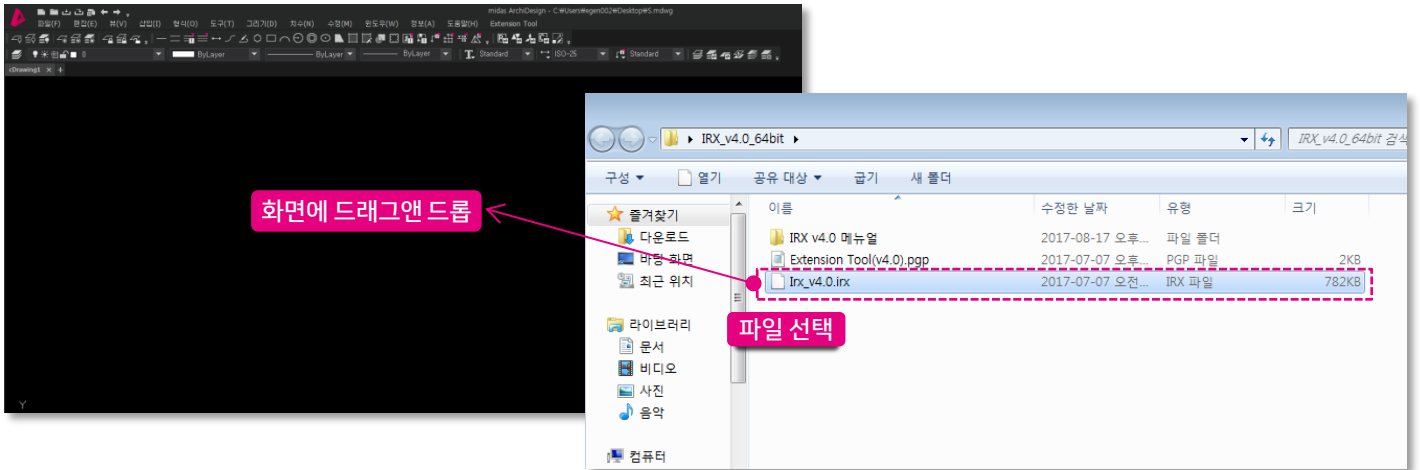 midas ArchiDesign - C:₩Users₩egen002₩Desktop₩S.mdwg
파일(F) 편집(E) 뷰(V) 삽입(I) 형식(O) 도구(T) 그리기(D) 치수(N) 수정(M) 윈도우(W) 정보(A) 도움말(H) Extension Tool
0 ByLayer ByLayer ByLayer Standard ISO-25 Standard
cDrawing1 × +
화면에 드래그앤 드롭
Y
IRX_v4.0_64bit
IRX_v4.0_64bit 검색
구성 열기 공유 대상 굽기 새 폴더
이름 수정한 날짜 유형 크기
IRX v4.0 메뉴얼 2017-08-17 오후... 파일 폴더
Extension Tool(v4.0).pgp 2017-07-07 오후... PGP 파일 2KB
Irx_v4.0.irx 2017-07-07 오전... IRX 파일 782KB
파일 선택
즐겨찾기
다운로드
바탕 화면
최근 위치
라이브러리
문서
비디오
사진
음악
컴퓨터